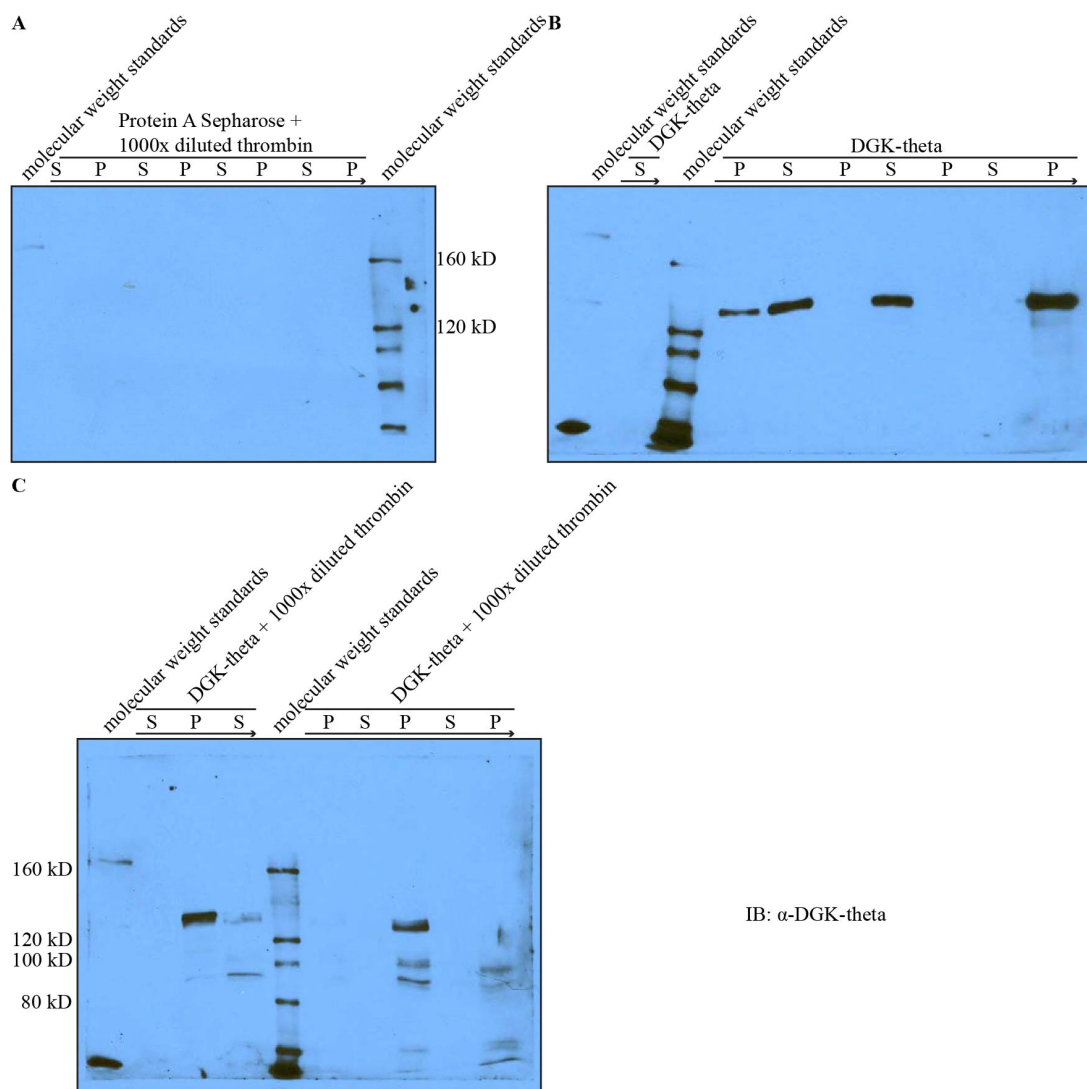 A
molecular weight standards
Protein A Sepharose +
1000x diluted thrombin
molecular weight standards
S P S P S P S P
160 kD
120 kD
B
molecular weight standards
DGK-theta
molecular weight standards
DGK-theta
S P S P S P S P
C
molecular weight standards
DGK-theta + 1000x diluted thrombin
molecular weight standards
DGK-theta + 1000x diluted thrombin
S P S P S P S P
160 kD
120 kD
100 kD
80 kD
IB: α-DGK-theta